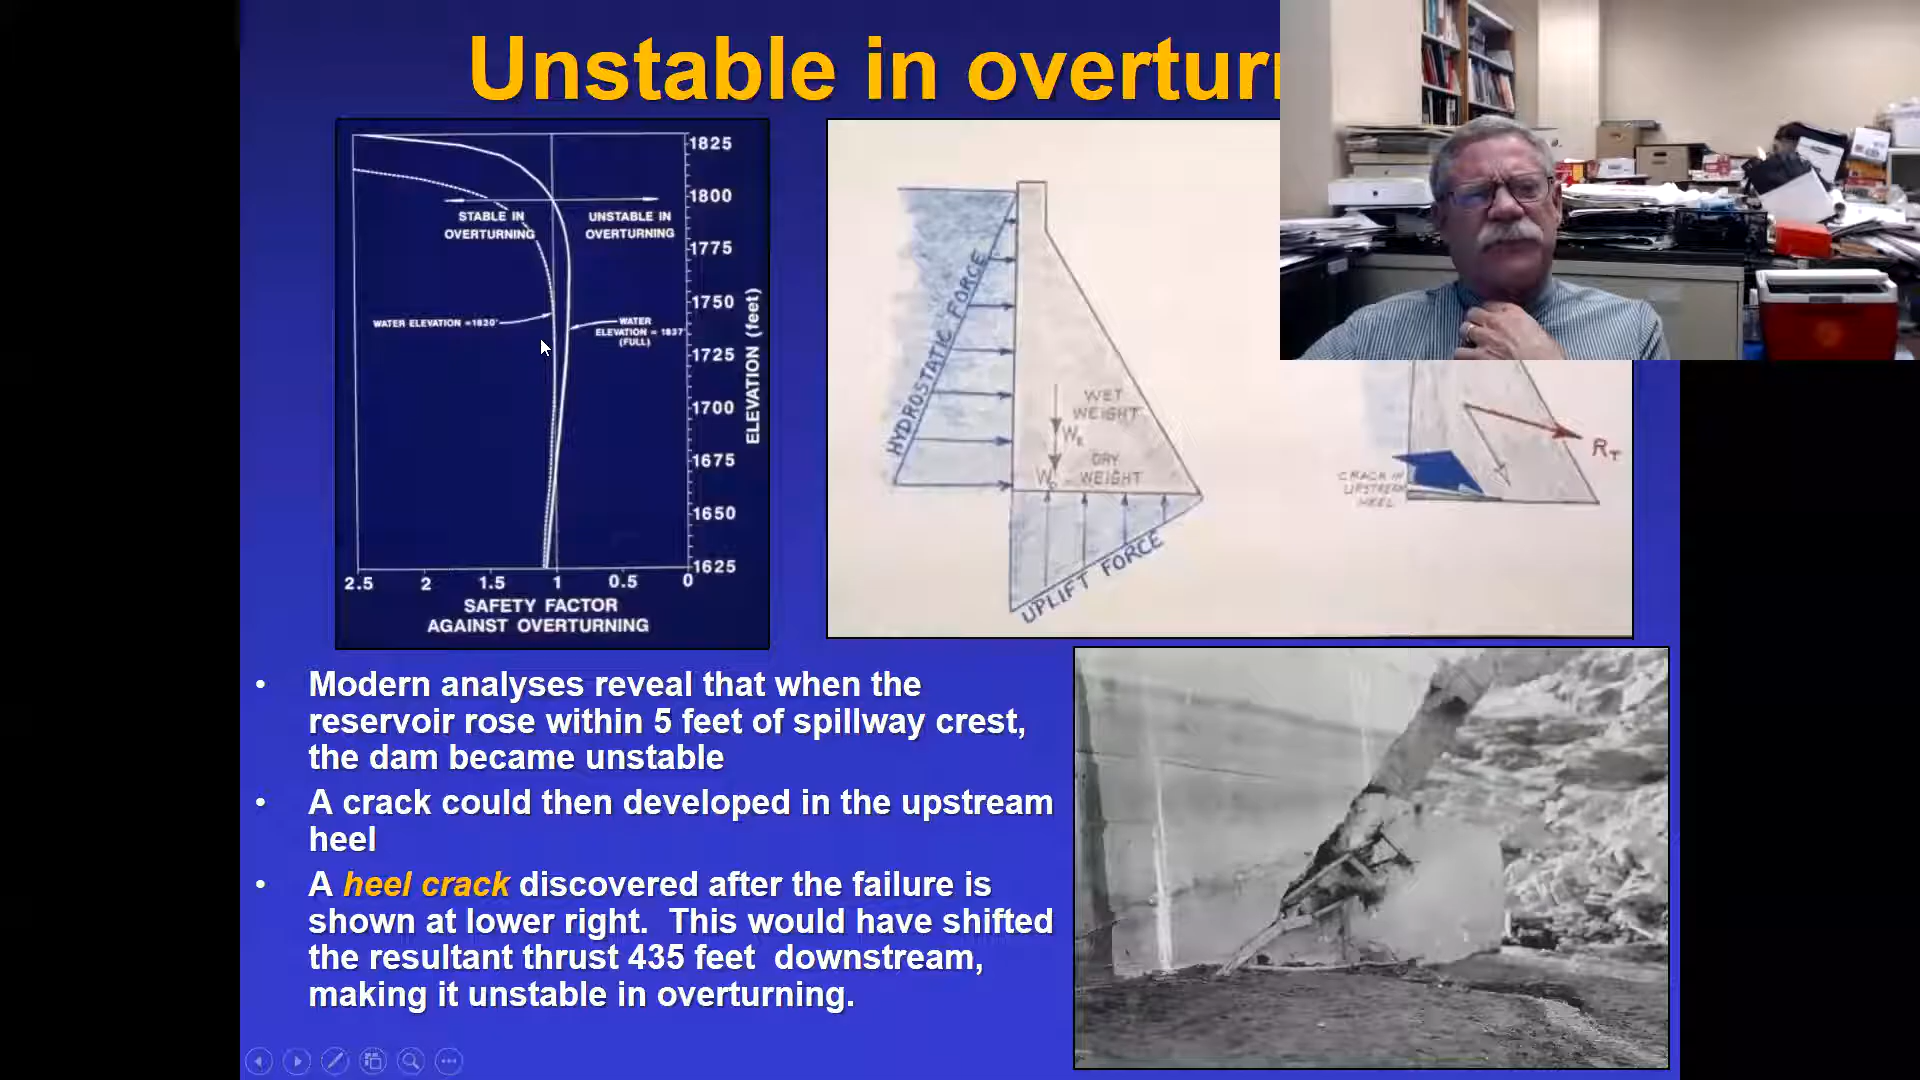 Unstable in overtur
1825
1800
STABLE IN
OVERTURNING
UNSTABLE IN
OVERTURNING
1775
1750
WATER ELEVATION =1830'
WATER
ELEVATION = 1837'
(FULL)
1725
1700
1675
1650
1625
ELEVATION (feet)
2.5 2 1.5 1 0.5 0
SAFETY FACTOR
AGAINST OVERTURNING
HYDROSTATIC FORCE
WET
WEIGHT
DRY
WEIGHT
UPLIFT FORCE
CRACK IN
UPSTREAM
HEEL
RT
• Modern analyses reveal that when the
reservoir rose within 5 feet of spillway crest,
the dam became unstable
• A crack could then developed in the upstream
heel
• A heel crack discovered after the failure is
shown at lower right. This would have shifted
the resultant thrust 435 feet downstream,
making it unstable in overturning.